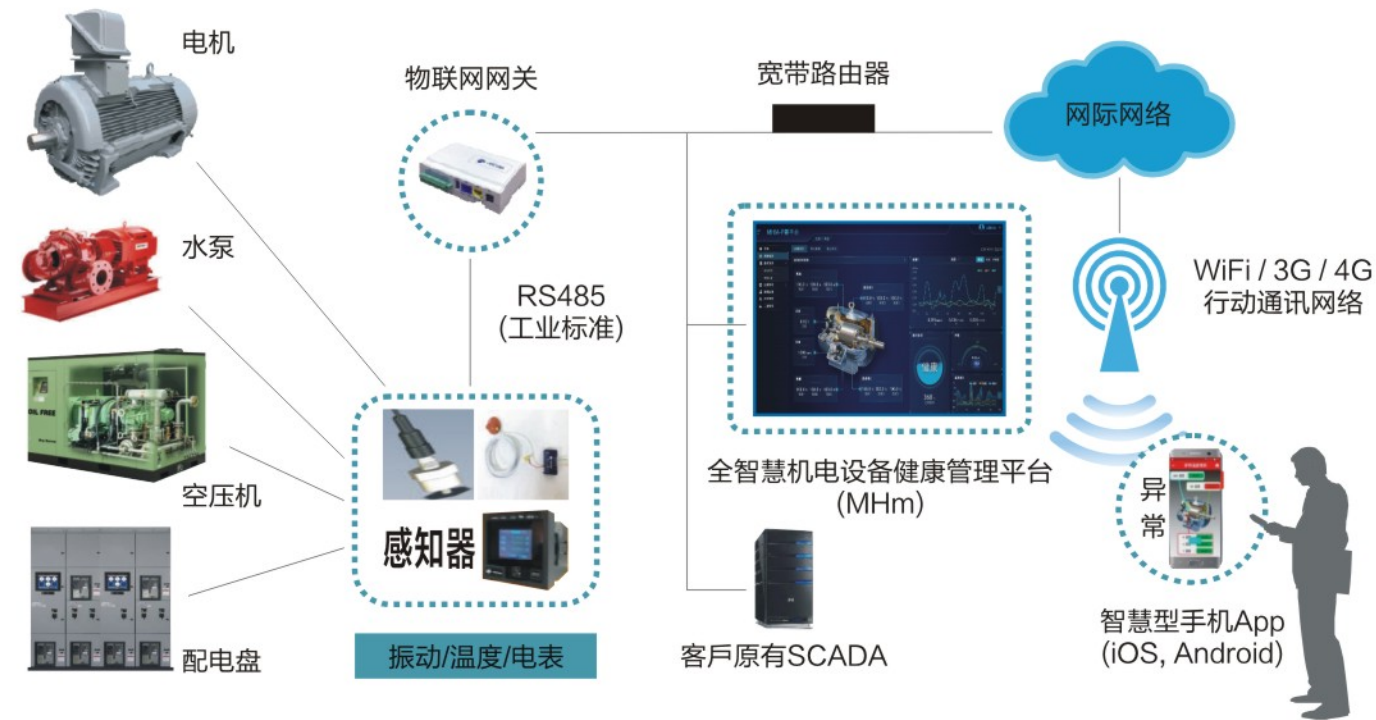 电机
水泵
OIL FREE
空压机
配电盘
物联网网关
RS485
(工业标准)
感知器
振动/温度/电表
宽带路由器
网际网络
健康
全智慧机电设备健康管理平台
(MHm)
客戶原有SCADA
WiFi / 3G / 4G
行动通讯网络
异
常
智慧型手机App
(iOS, Android)